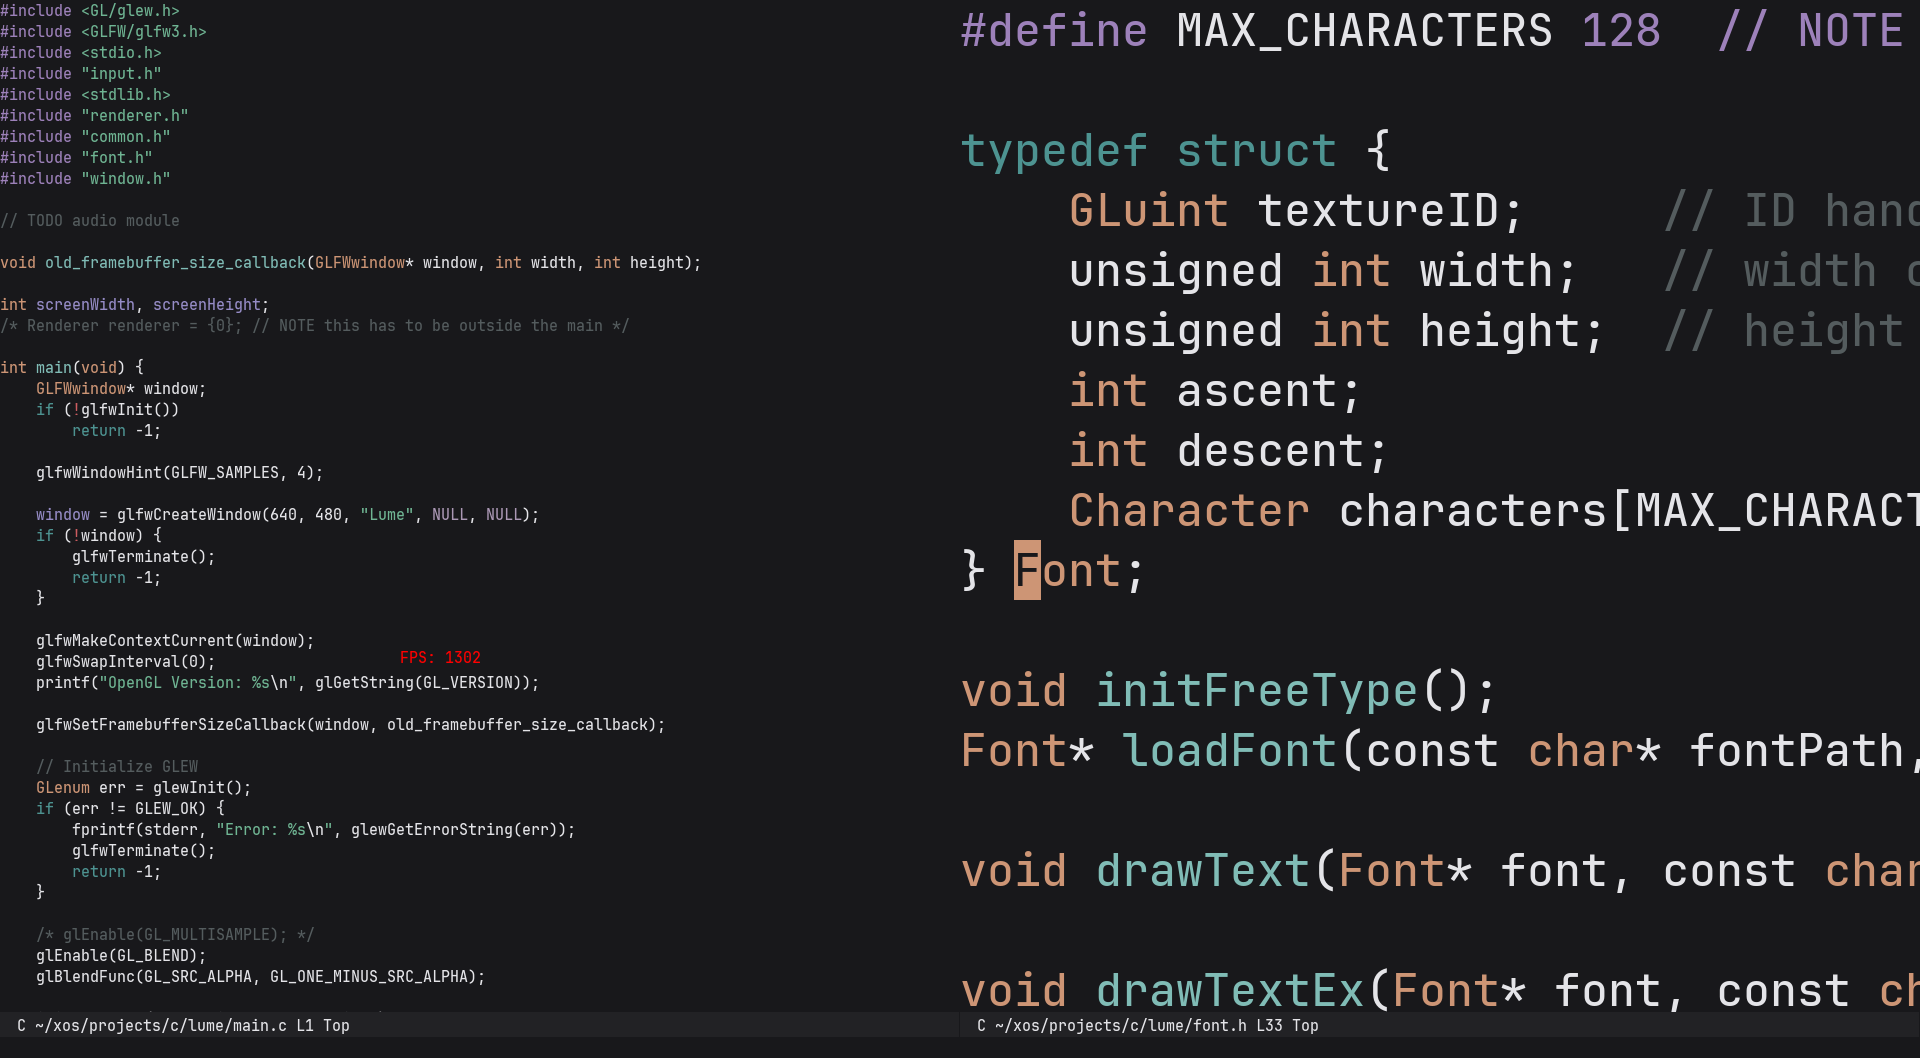 #include <GL/glew.h>
#include <GLFW/glfw3.h>
#include <stdio.h>
#include "input.h"
#include <stdlib.h>
#include "renderer.h"
#include "common.h"
#include "font.h"
#include "window.h"
// TODO audio module
void old_framebuffer_size_callback(GLFWwindow* window, int width, int height);
int screenWidth, screenHeight;
/* Renderer renderer = {0}; // NOTE this has to be outside the main */
int main(void) {
    GLFWwindow* window;
    if (!glfwInit())
        return -1;
    glfwWindowHint(GLFW_SAMPLES, 4);
    window = glfwCreateWindow(640, 480, "Lume", NULL, NULL);
    if (!window) {
        glfwTerminate();
        return -1;
    }
    glfwMakeContextCurrent(window);
    glfwSwapInterval(0);
FPS: 1302
    printf("OpenGL Version: %s\n", glGetString(GL_VERSION));
    glfwSetFramebufferSizeCallback(window, old_framebuffer_size_callback);
    // Initialize GLEW
    GLenum err = glewInit();
    if (err != GLEW_OK) {
        fprintf(stderr, "Error: %s\n", glewGetErrorString(err));
        glfwTerminate();
        return -1;
    }
    /* glEnable(GL_MULTISAMPLE); */
    glEnable(GL_BLEND);
    glBlendFunc(GL_SRC_ALPHA, GL_ONE_MINUS_SRC_ALPHA);
C ~/xos/projects/c/lume/main.c L1 Top
#define MAX_CHARACTERS 128  // NOTE
typedef struct {
    GLuint textureID;     // ID hand
    unsigned int width;   // width
    unsigned int height;  // height
    int ascent;
    int descent;
    Character characters[MAX_CHARACT
} Font;
void initFreeType();
Font* loadFont(const char* fontPath,
void drawText(Font* font, const char
void drawTextEx(Font* font, const ch
C ~/xos/projects/c/lume/font.h L33 Top